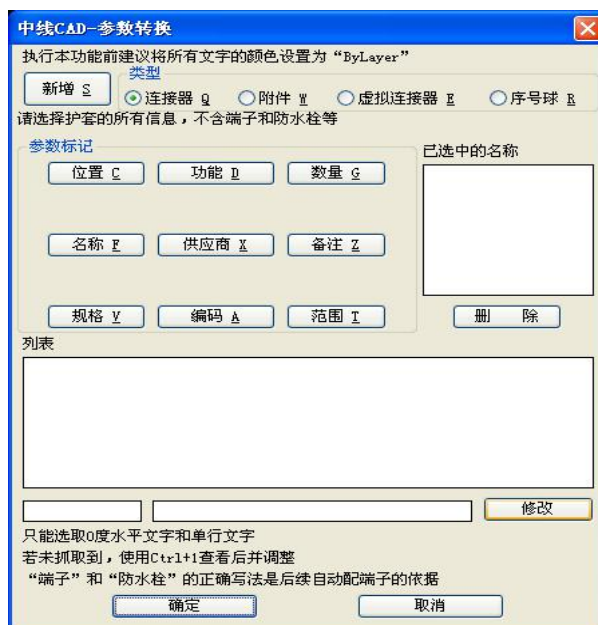 中线CAD-参数转换
执行本功能前建议将所有文字的颜色设置为“ByLayer”
新增 S
类型
连接器 Q 附件 W 虚拟连接器 E 序号球 R
请选择护套的所有信息，不含端子和防水栓等
参数标记
已选中的名称
位置 C 功能 D 数量 G
名称 F 供应商 X 备注 Z
规格 V 编码 A 范围 T
删 除
列表
修改
只能选取0度水平文字和单行文字
若未抓取到，使用Ctrl+1查看后并调整
“端子”和“防水栓”的正确写法是后续自动配端子的依据
确定 取消